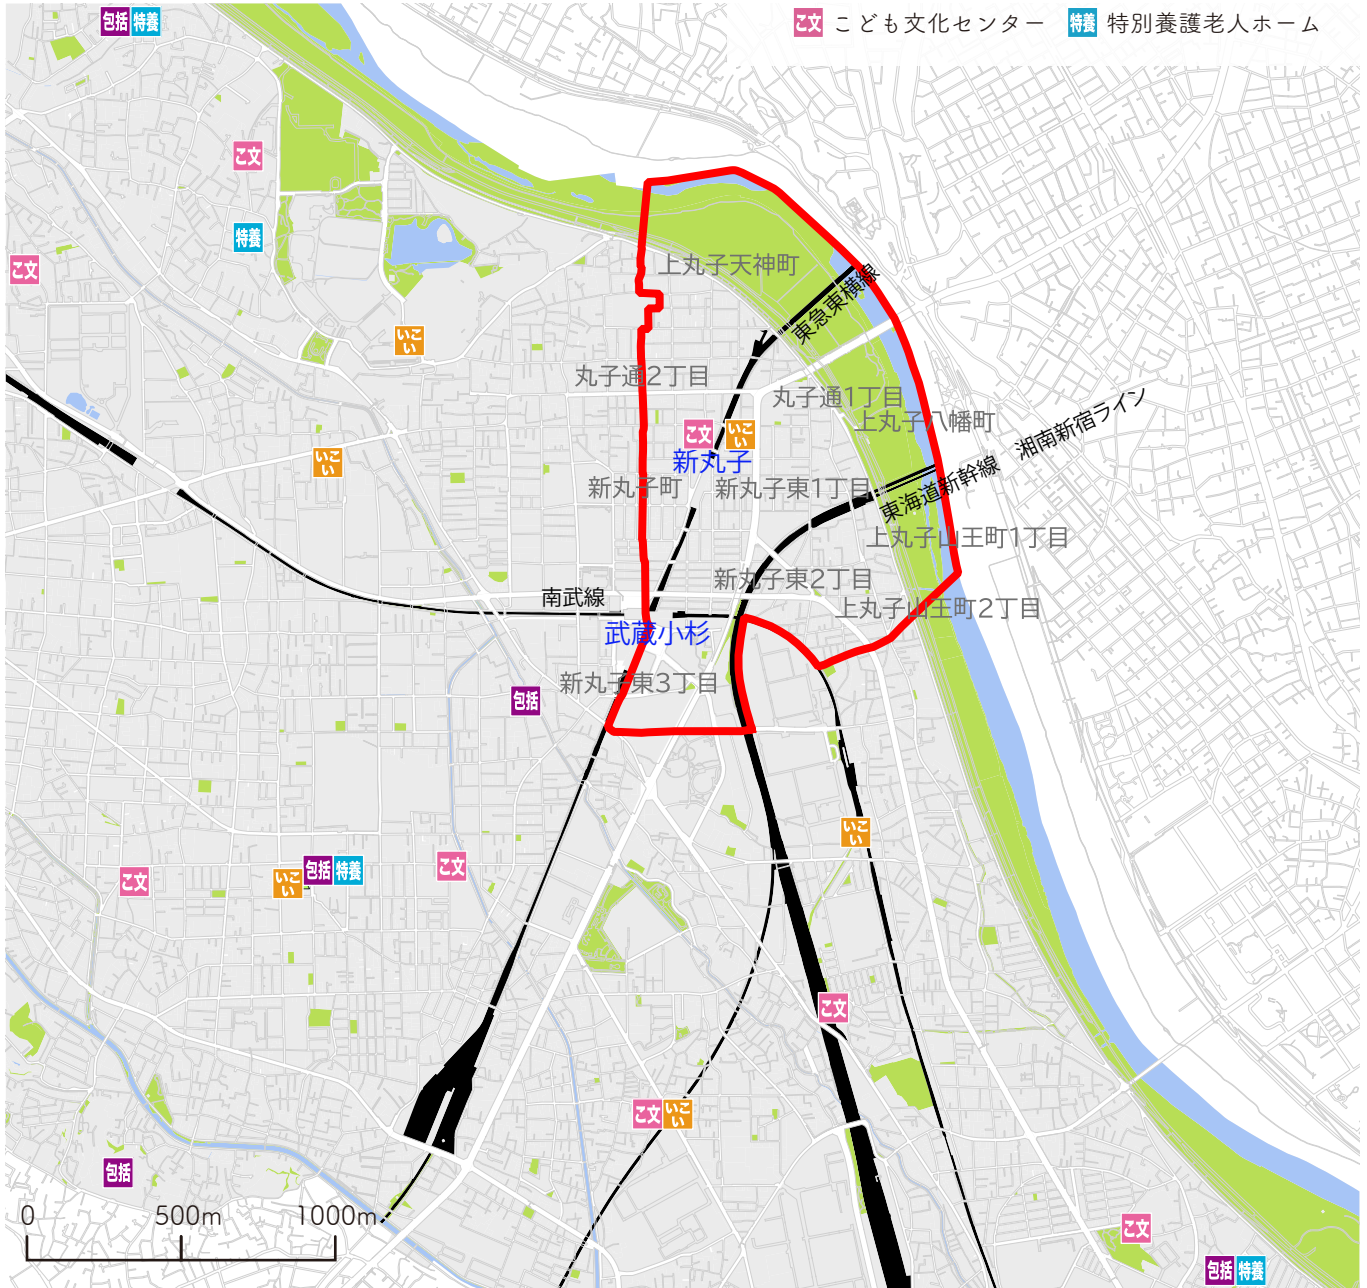 包括 特養
こ文 こども文化センター 特養 特別養護老人ホーム
こ文
特養
こ文
上丸子天神町
東急東横線
いこい
丸子通2丁目
丸子通1丁目
上丸子八幡町
湘南新宿ライン
こ文 いこい
いこい
新丸子
新丸子町
新丸子東1丁目
東海道新幹線
上丸子山王町1丁目
新丸子東2丁目
南武線
上丸子山王町2丁目
武蔵小杉
新丸子東3丁目
包括
いこい
こ文
こ文
いこい 包括 特養
こ文
こ文 いこい
包括
0 500m 1000m
こ文
包括 特養